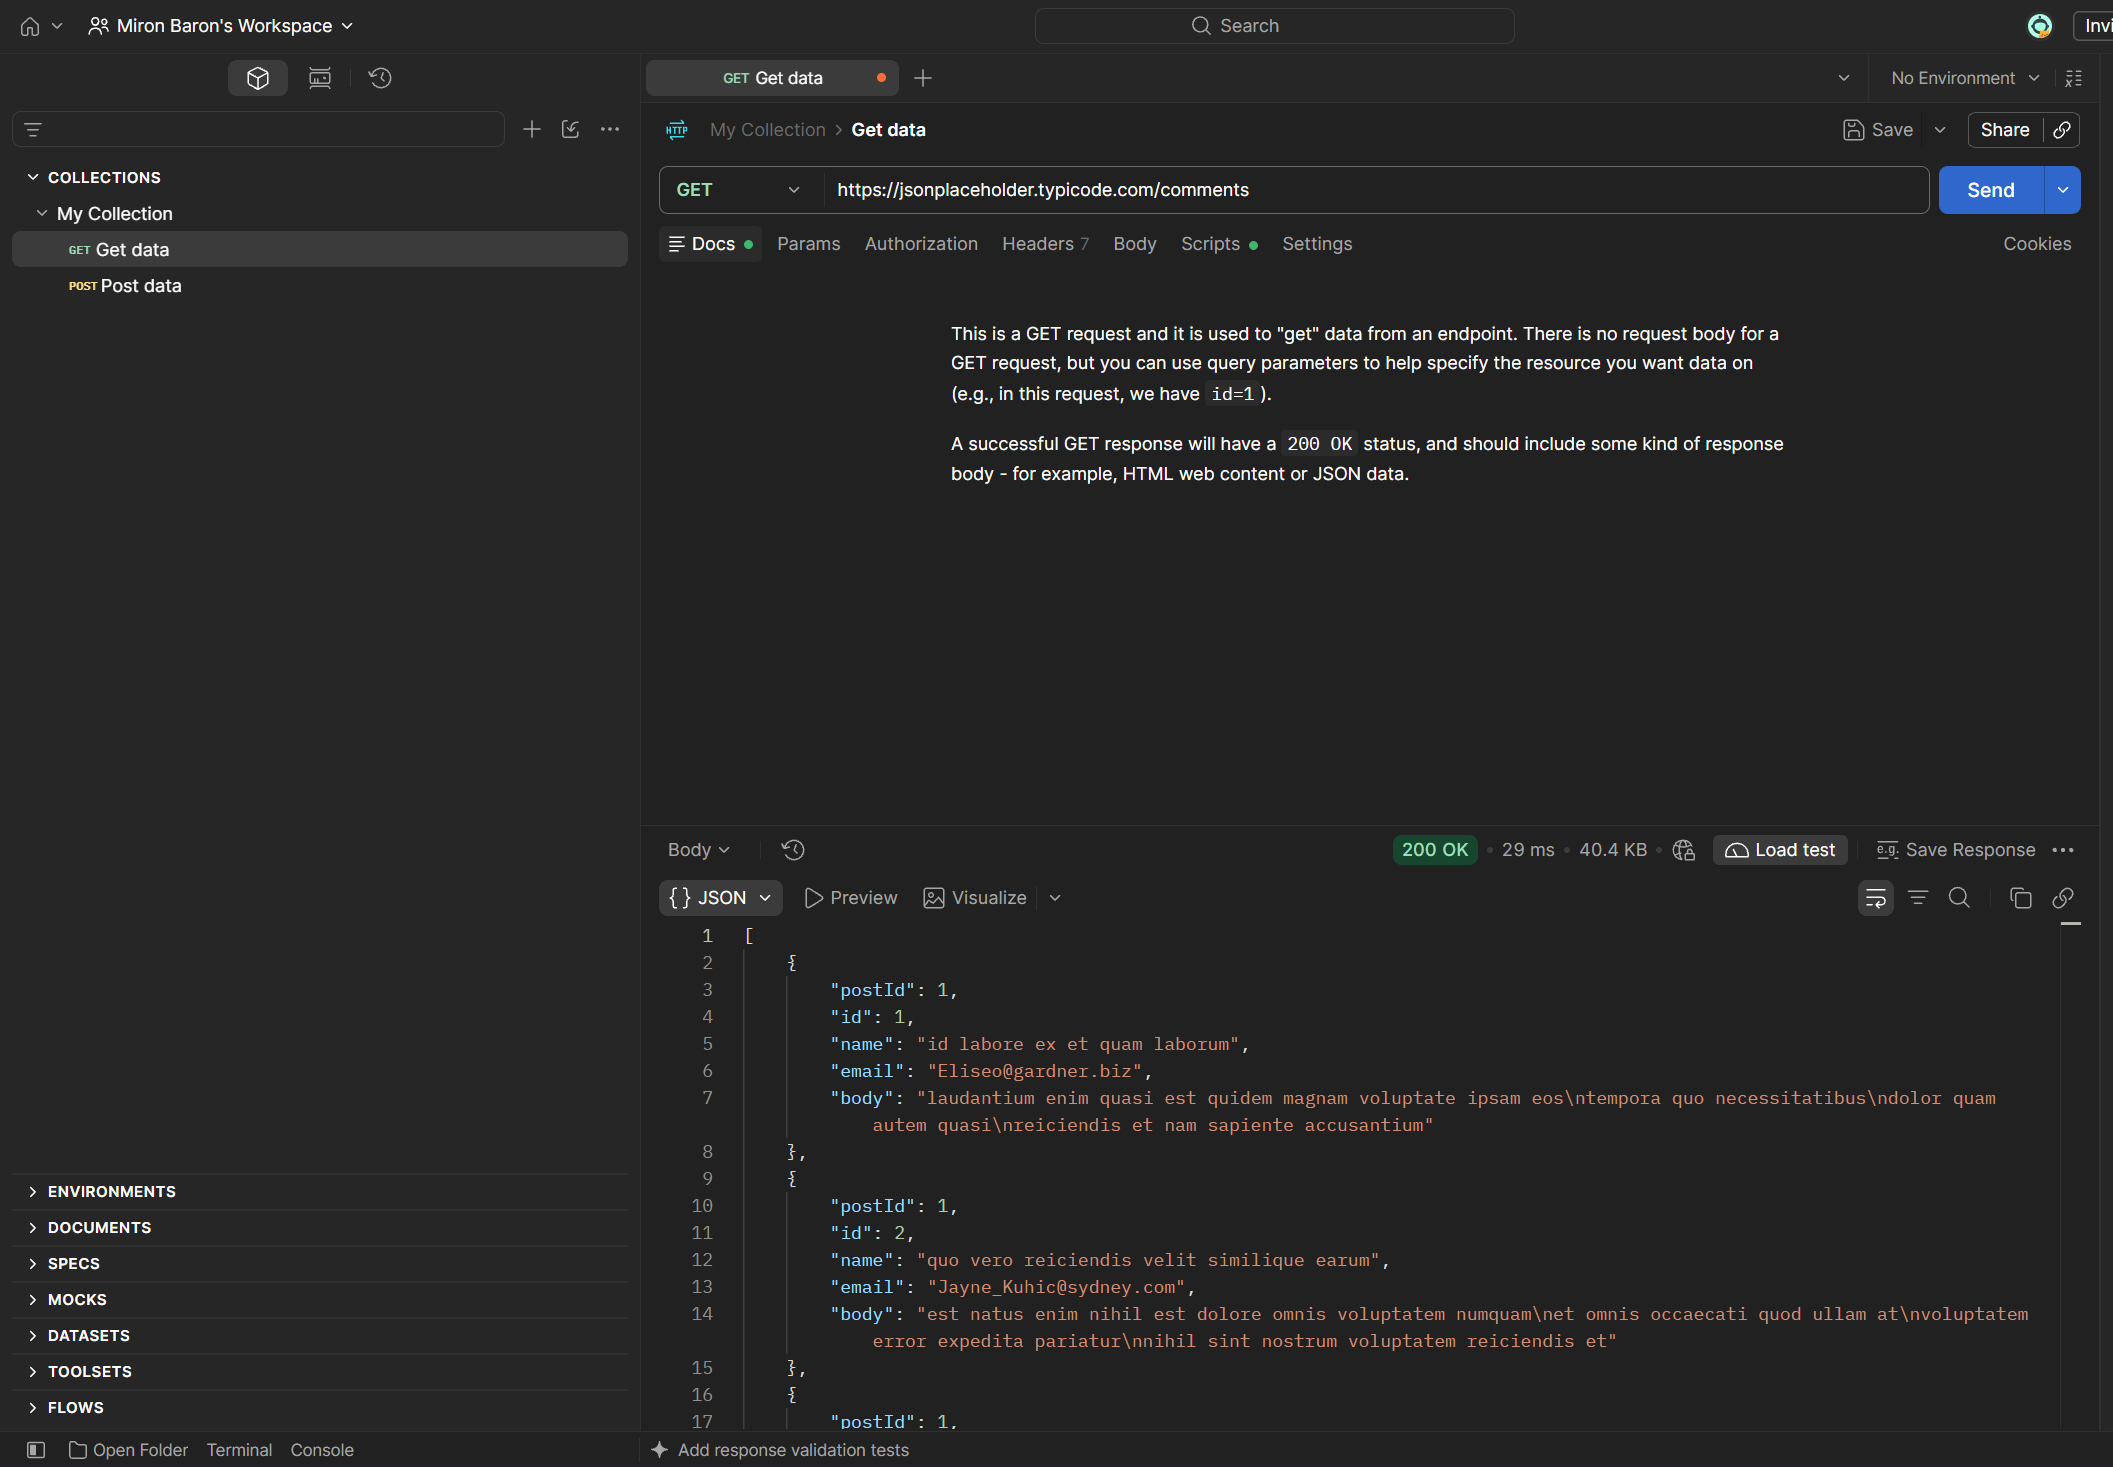 Miron Baron's Workspace
Search
Invi
GET Get data
No Environment
COLLECTIONS
My Collection
GET Get data
POST Post data
ENVIRONMENTS
DOCUMENTS
SPECS
MOCKS
DATASETS
TOOLSETS
FLOWS
HTTP
My Collection > Get data
Save
Share
GET
https://jsonplaceholder.typicode.com/comments
Send
Docs
Params
Authorization
Headers 7
Body
Scripts
Settings
Cookies
This is a GET request and it is used to "get" data from an endpoint. There is no request body for a
GET request, but you can use query parameters to help specify the resource you want data on
(e.g., in this request, we have id=1 ).
A successful GET response will have a 200 OK status, and should include some kind of response
body - for example, HTML web content or JSON data.
Body
200 OK • 29 ms • 40.4 KB
Load test
e.g. Save Response
{} JSON
Preview
Visualize
1 [
2 {
3 "postId": 1,
4 "id": 1,
5 "name": "id labore ex et quam laborum",
6 "email": "Eliseo@gardner.biz",
7 "body": "laudantium enim quasi est quidem magnam voluptate ipsam eos\ntempora quo necessitatibus\ndolor quam
autem quasi\nreiciendis et nam sapiente accusantium"
8 },
9 {
10 "postId": 1,
11 "id": 2,
12 "name": "quo vero reiciendis velit similique earum",
13 "email": "Jayne_Kuhic@sydney.com",
14 "body": "est natus enim nihil est dolore omnis voluptatem numquam\net omnis occaecati quod ullam at\nvoluptatem
error expedita pariatur\nnihil sint nostrum voluptatem reiciendis et"
15 },
16 {
17 "postId": 1,
Open Folder
Terminal
Console
Add response validation tests